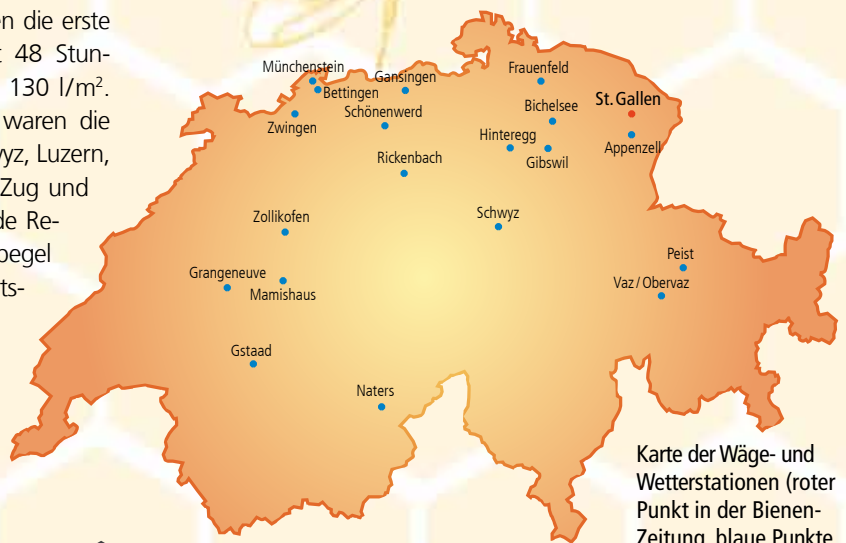 en die erste
48 Stun-
130 l/m².
waren die
yz, Luzern,
Zug und
de Re-
pegel
ts-
Münchenstein
Bettingen
Gansingen
Frauenfeld
Zwingen
Schönenwerd
Bichelsee
St. Gallen
Hinteregg
Gibswil
Appenzell
Rickenbach
Zollikofen
Schwyz
Grangeneuve
Mamishaus
Peist
Vaz/Obervaz
Gstaad
Naters
Karte der Wäge- und
Wetterstationen (roter
Punkt in der Bienen-
Zeitung, blaue Punkte